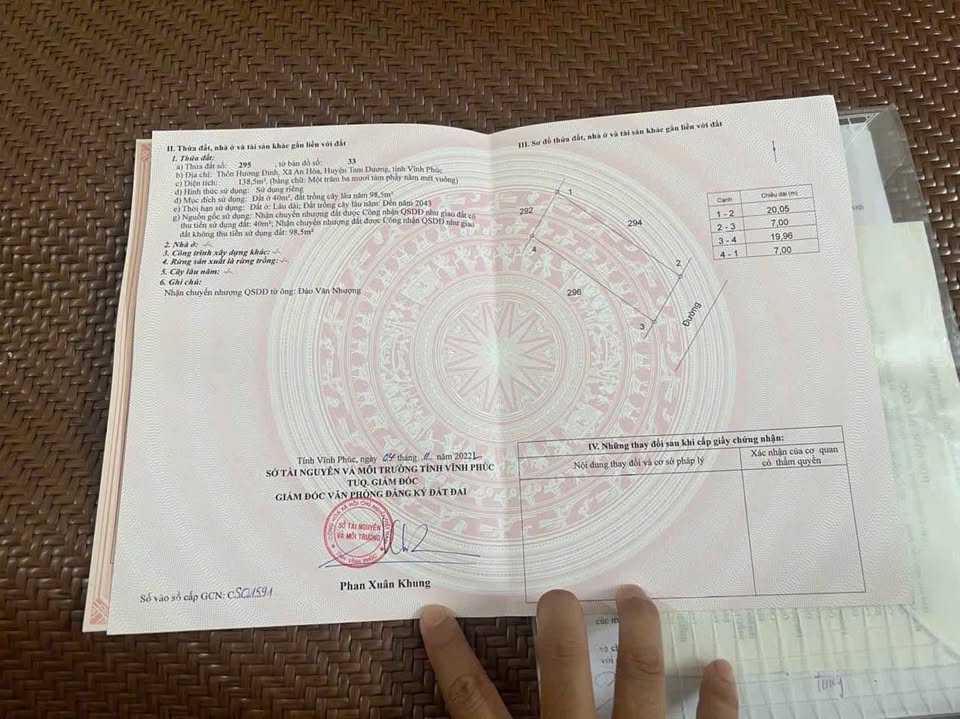 II. Thửa đất, nhà ở và tài sản khác gắn liền với đất
1. Thửa đất:
a) Thửa đất số: 295 , tờ bản đồ số: 33
b) Địa chỉ: Thôn Hương Đình, Xã An Hòa, Huyện Tam Dương, tỉnh Vĩnh Phúc
c) Diện tích: 138,5m². (bằng chữ: Một trăm ba mươi tám phẩy năm mét vuông)
d) Hình thức sử dụng: Sử dụng riêng
đ) Mục đích sử dụng: Đất ở 40m², đất trồng cây lâu năm 98,5m²
e) Thời hạn sử dụng: Đất ở: Lâu dài; Đất trồng cây lâu năm: Đến năm 2043
g) Nguồn gốc sử dụng: Nhận chuyển nhượng đất được Công nhận QSDĐ như giao đất có
thu tiền sử dụng đất: 40m²; Nhận chuyển nhượng đất được Công nhận QSDĐ như giao
đất không thu tiền sử dụng đất: 98,5m²
2. Nhà ở: -/-
3. Công trình xây dựng khác: -/-
4. Rừng sản xuất là rừng trồng: -/-
5. Cây lâu năm: -/-
6. Ghi chú:
Nhận chuyển nhượng QSDĐ từ ông: Đào Văn Nhượng
Tỉnh Vĩnh Phúc, ngày 04 tháng 11 năm 2022
SỞ TÀI NGUYÊN VÀ MÔI TRƯỜNG TỈNH VĨNH PHÚC
TUQ. GIÁM ĐỐC
GIÁM ĐỐC VĂN PHÒNG ĐĂNG KÝ ĐẤT ĐAI
SỞ TÀI NGUYÊN
VÀ MÔI TRƯỜNG
TỈNH VĨNH PHÚC
Phan Xuân Khung
Số vào sổ cấp GCN: CS01591
III. Sơ đồ thửa đất, nhà ở và tài sản khác gắn liền với đất
1
292
294
4
2
296
3
Đường
Cạnh Chiều dài (m)
1 - 2 20,05
2 - 3 7,00
3 - 4 19,96
4 - 1 7,00
IV. Những thay đổi sau khi cấp giấy chứng nhận:
Nội dung thay đổi và cơ sở pháp lý
Xác nhận của cơ quan
có thẩm quyền